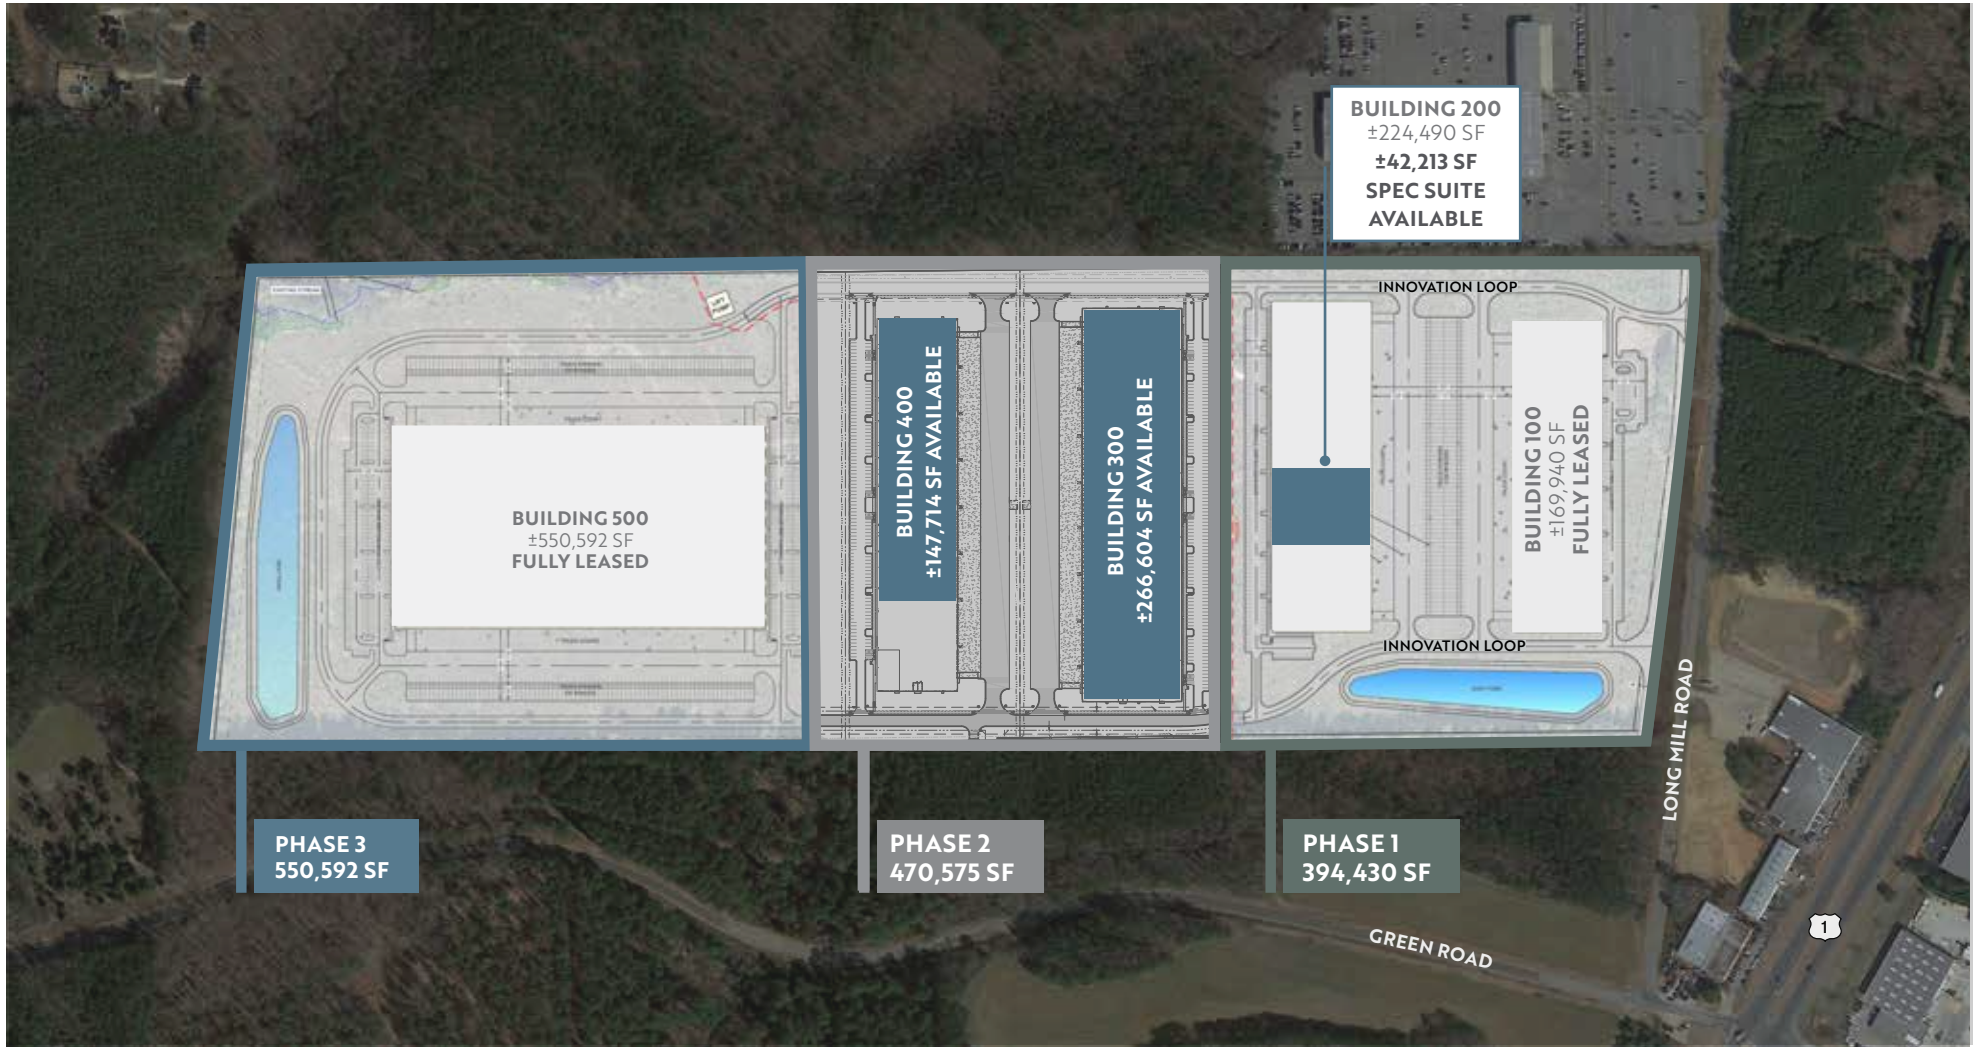 BUILDING 200
±224,490 SF
±42,213 SF
SPEC SUITE
AVAILABLE
INNOVATION LOOP
BUILDING 500
±550,592 SF
FULLY LEASED
BUILDING 400
±147,714 SF AVAILABLE
BUILDING 300
±266,604 SF AVAILABLE
BUILDING 100
±169,940 SF
FULLY LEASED
INNOVATION LOOP
LONG MILL ROAD
PHASE 3
550,592 SF
PHASE 2
470,575 SF
PHASE 1
394,430 SF
GREEN ROAD
1